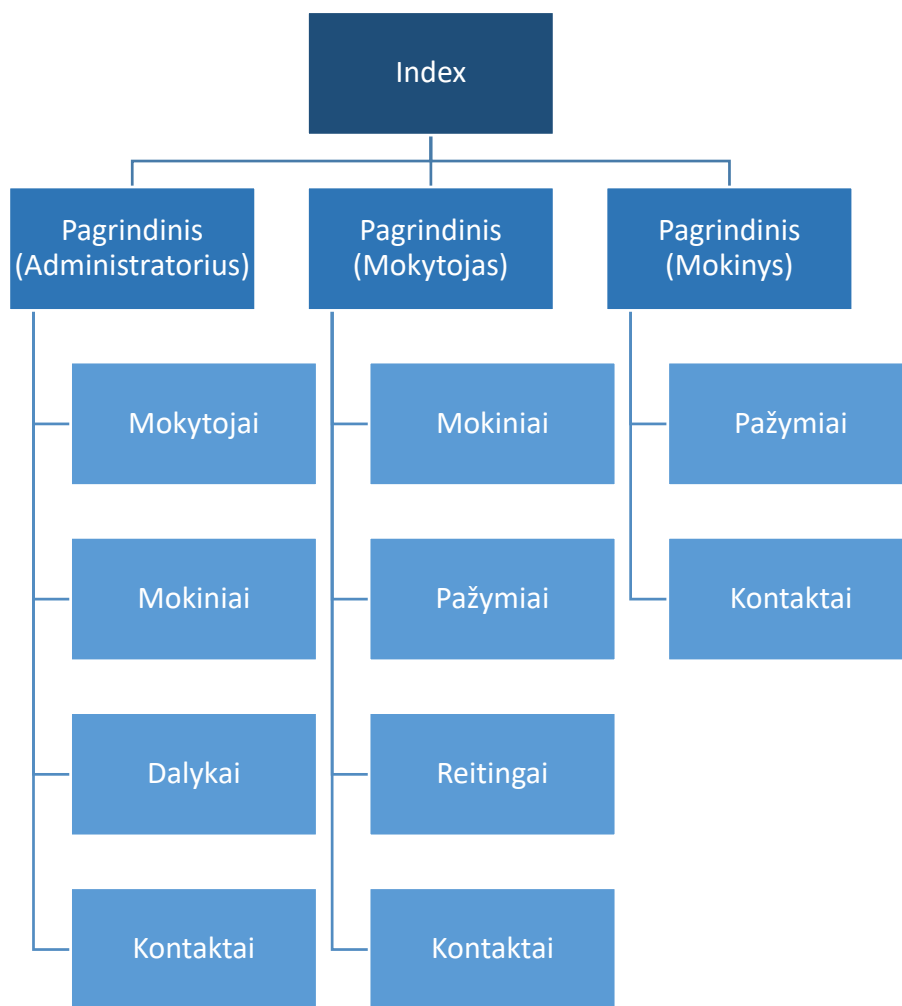 Index
Pagrindinis
(Administratorius)
Pagrindinis
(Mokytojas)
Pagrindinis
(Mokinys)
Mokytojai
Mokiniai
Pažymiai
Mokiniai
Pažymiai
Kontaktai
Dalykai
Reitingai
Kontaktai
Kontaktai